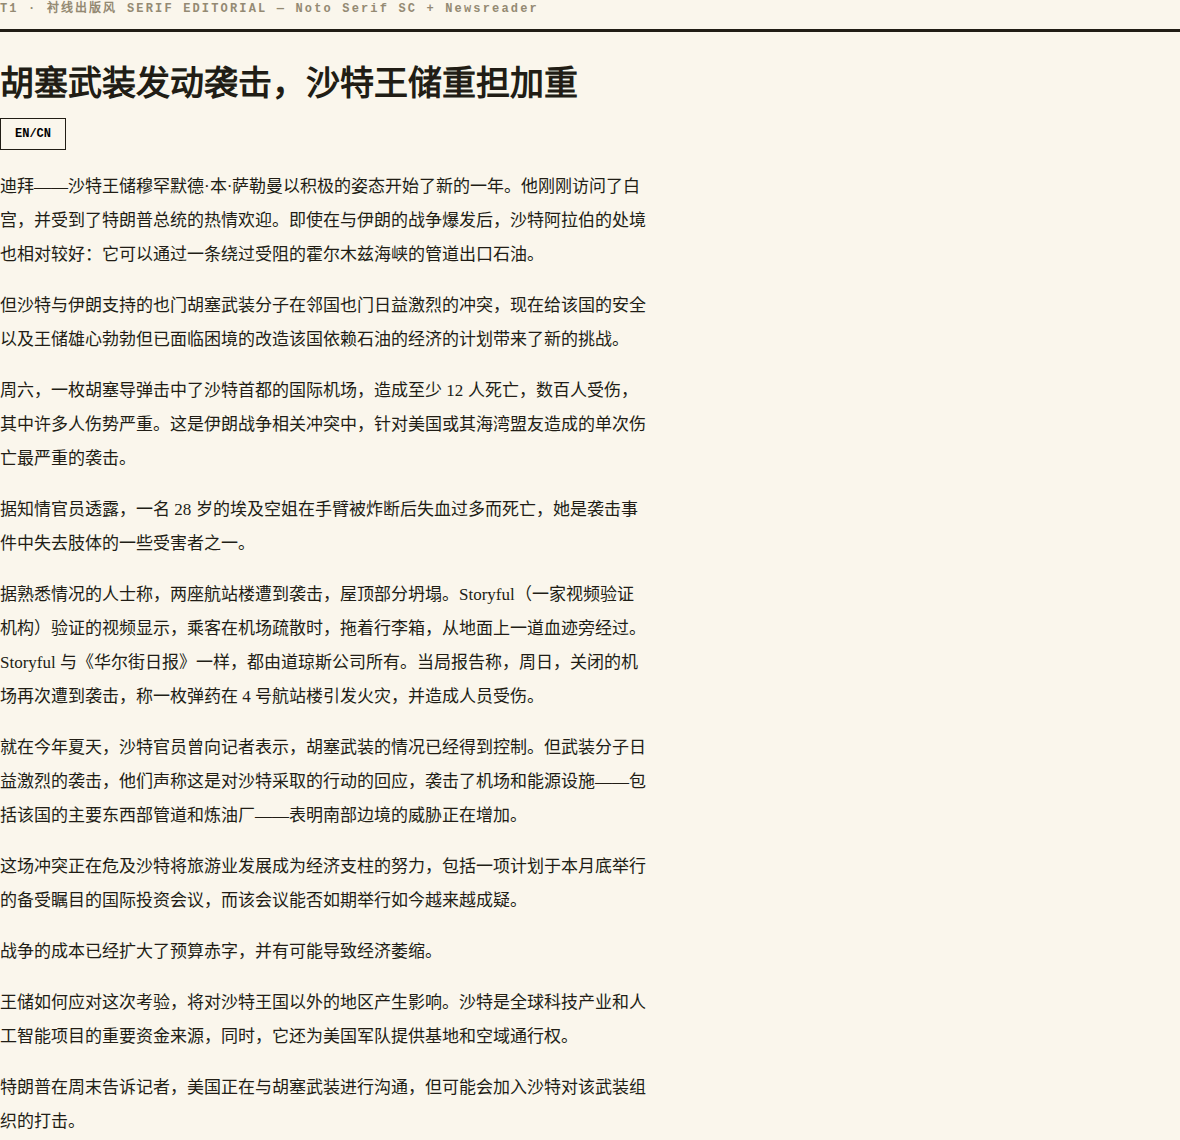 T1 · 衬线出版风 SERIF EDITORIAL — Noto Serif SC + Newsreader
胡塞武装发动袭击，沙特王储重担加重
EN/CN
迪拜——沙特王储穆罕默德·本·萨勒曼以积极的姿态开始了新的一年。他刚刚访问了白
宫，并受到了特朗普总统的热情欢迎。即使在与伊朗的战争爆发后，沙特阿拉伯的处境
也相对较好：它可以通过一条绕过受阻的霍尔木兹海峡的管道出口石油。
但沙特与伊朗支持的也门胡塞武装分子在邻国也门日益激烈的冲突，现在给该国的安全
以及王储雄心勃勃但已面临困境的改造该国依赖石油的经济的计划带来了新的挑战。
周六，一枚胡塞导弹击中了沙特首都的国际机场，造成至少 12 人死亡，数百人受伤，
其中许多人伤势严重。这是伊朗战争相关冲突中，针对美国或其海湾盟友造成的单次伤
亡最严重的袭击。
据知情官员透露，一名 28 岁的埃及空姐在手臂被炸断后失血过多而死亡，她是袭击事
件中失去肢体的一些受害者之一。
据熟悉情况的人士称，两座航站楼遭到袭击，屋顶部分坍塌。Storyful（一家视频验证
机构）验证的视频显示，乘客在机场疏散时，拖着行李箱，从地面上一道血迹旁经过。
Storyful 与《华尔街日报》一样，都由道琼斯公司所有。当局报告称，周日，关闭的机
场再次遭到袭击，称一枚弹药在 4 号航站楼引发火灾，并造成人员受伤。
就在今年夏天，沙特官员曾向记者表示，胡塞武装的情况已经得到控制。但武装分子日
益激烈的袭击，他们声称这是对沙特采取的行动的回应，袭击了机场和能源设施——包
括该国的主要东西部管道和炼油厂——表明南部边境的威胁正在增加。
这场冲突正在危及沙特将旅游业发展成为经济支柱的努力，包括一项计划于本月底举行
的备受瞩目的国际投资会议，而该会议能否如期举行如今越来越成疑。
战争的成本已经扩大了预算赤字，并有可能导致经济萎缩。
王储如何应对这次考验，将对沙特王国以外的地区产生影响。沙特是全球科技产业和人
工智能项目的重要资金来源，同时，它还为美国军队提供基地和空域通行权。
特朗普在周末告诉记者，美国正在与胡塞武装进行沟通，但可能会加入沙特对该武装组
织的打击。